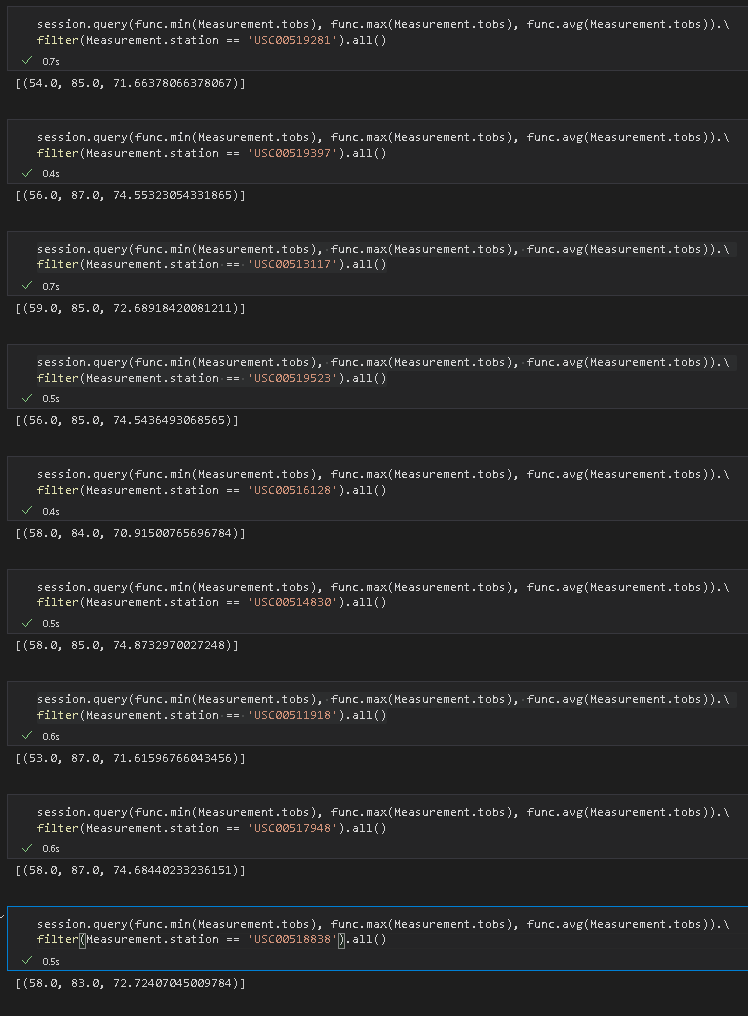 session.query(func.min(Measurement.tobs), func.max(Measurement.tobs), func.avg(Measurement.tobs)).\
filter(Measurement.station == 'USC00519281').all()
0.7s
[(54.0, 85.0, 71.66378066378067)]
session.query(func.min(Measurement.tobs), func.max(Measurement.tobs), func.avg(Measurement.tobs)).\
filter(Measurement.station == 'USC00519397').all()
0.4s
[(56.0, 87.0, 74.55323054331865)]
session.query(func.min(Measurement.tobs), func.max(Measurement.tobs), func.avg(Measurement.tobs)).\
filter(Measurement.station == 'USC00513117').all()
0.7s
[(59.0, 85.0, 72.68918420081211)]
session.query(func.min(Measurement.tobs), func.max(Measurement.tobs), func.avg(Measurement.tobs)).\
filter(Measurement.station == 'USC00519523').all()
0.5s
[(56.0, 85.0, 74.5436493068565)]
session.query(func.min(Measurement.tobs), func.max(Measurement.tobs), func.avg(Measurement.tobs)).\
filter(Measurement.station == 'USC00516128').all()
0.4s
[(58.0, 84.0, 70.91500765696784)]
session.query(func.min(Measurement.tobs), func.max(Measurement.tobs), func.avg(Measurement.tobs)).\
filter(Measurement.station == 'USC00514830').all()
0.5s
[(58.0, 85.0, 74.8732970027248)]
session.query(func.min(Measurement.tobs), func.max(Measurement.tobs), func.avg(Measurement.tobs)).\
filter(Measurement.station == 'USC00511918').all()
0.6s
[(53.0, 87.0, 71.61596766043456)]
session.query(func.min(Measurement.tobs), func.max(Measurement.tobs), func.avg(Measurement.tobs)).\
filter(Measurement.station == 'USC00517948').all()
0.6s
[(58.0, 87.0, 74.68440233236151)]
session.query(func.min(Measurement.tobs), func.max(Measurement.tobs), func.avg(Measurement.tobs)).\
filter(Measurement.station == 'USC00518838').all()
0.5s
[(58.0, 83.0, 72.72407045009784)]